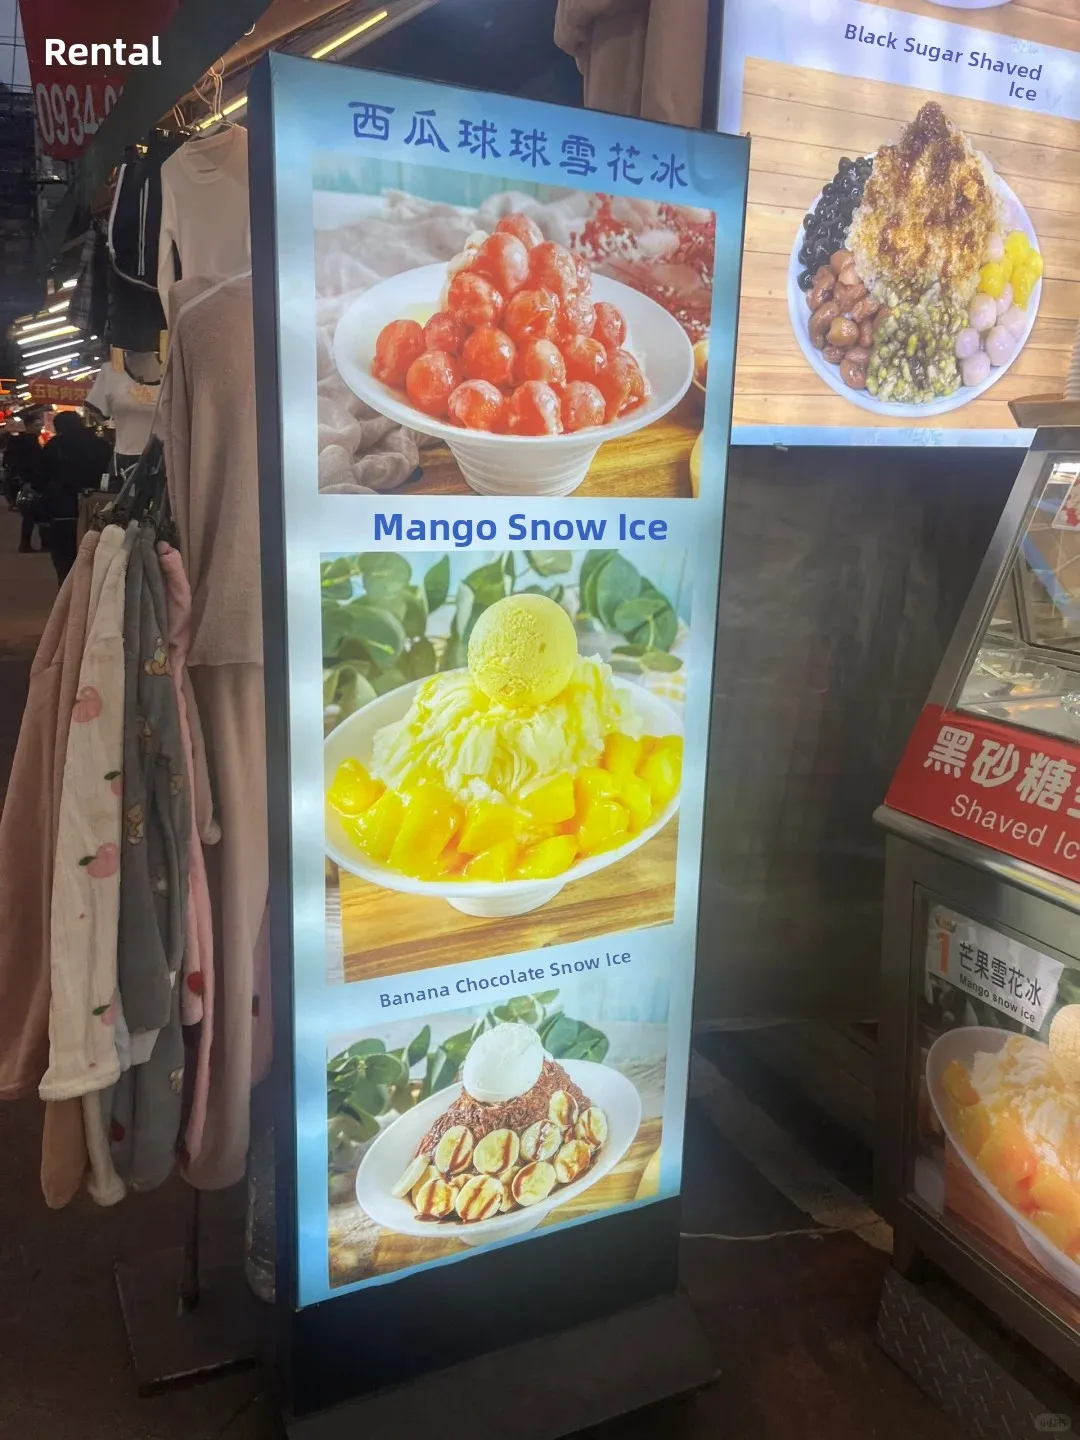 Rental
西瓜球球雪花冰
Mango Snow Ice
Banana Chocolate Snow Ice
Black Sugar Shaved
Ice
黑砂糖
Shaved Ic
1
芒果雪花冰
Mango snow ice